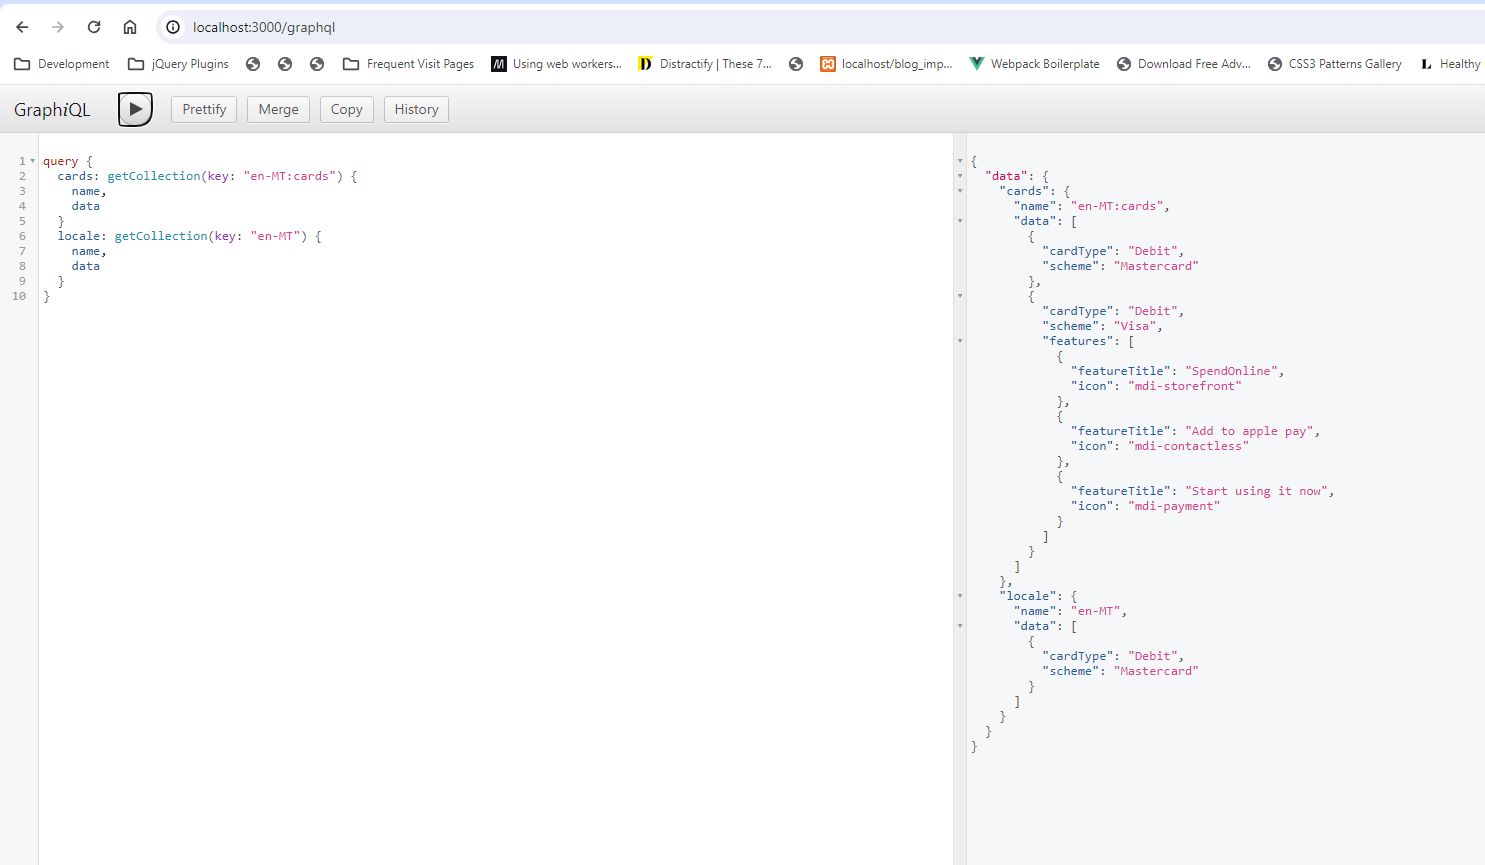 localhost:3000/graphql
Development jQuery Plugins Frequent Visit Pages Using web workers... Distractify | These 7... localhost/blog_imp... Webpack Boilerplate Download Free Adv... CSS3 Patterns Gallery Healthy
GraphiQL Prettify Merge Copy History
1 query {
2 cards: getCollection(key: "en-MT:cards") {
3 name,
4 data
5 }
6 locale: getCollection(key: "en-MT") {
7 name,
8 data
9 }
10 }
{
"data": {
"cards": {
"name": "en-MT:cards",
"data": [
{
"cardType": "Debit",
"scheme": "Mastercard"
},
{
"cardType": "Debit",
"scheme": "Visa",
"features": [
{
"featureTitle": "SpendOnline",
"icon": "mdi-storefront"
},
{
"featureTitle": "Add to apple pay",
"icon": "mdi-contactless"
},
{
"featureTitle": "Start using it now",
"icon": "mdi-payment"
}
]
}
]
},
"locale": {
"name": "en-MT",
"data": [
{
"cardType": "Debit",
"scheme": "Mastercard"
}
]
}
}
}